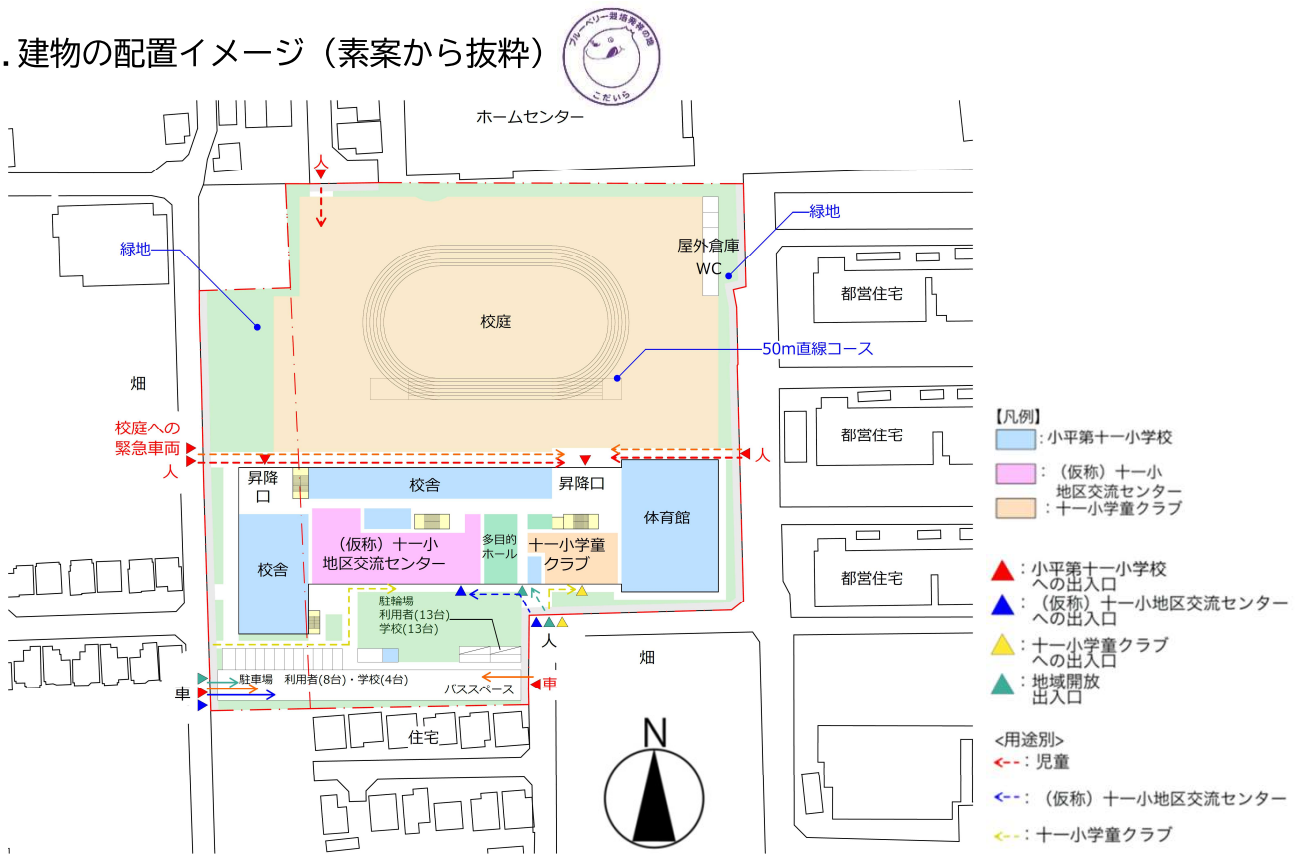 .建物の配置イメージ（素案から抜粋）
ブルーベリー栽培発祥の地
こだいら
ホームセンター
人
緑地
緑地
屋外倉庫
WC
都営住宅
校庭
50m直線コース
畑
校庭への
緊急車両
人
人
都営住宅
昇降
口
校舎
昇降口
体育館
校舎
（仮称）十一小
地区交流センター
多目的
ホール
十一小学童
クラブ
都営住宅
駐輪場
利用者(13台)
学校(13台)
人
畑
駐車場 利用者(8台)・学校(4台)
バススペース
車
車
住宅
N
【凡例】
：小平第十一小学校
：（仮称）十一小
地区交流センター
：十一小学童クラブ
：小平第十一小学校
への出入口
：（仮称）十一小地区交流センター
への出入口
：十一小学童クラブ
への出入口
：地域開放
出入口
<用途別>
：児童
：（仮称）十一小地区交流センター
：十一小学童クラブ